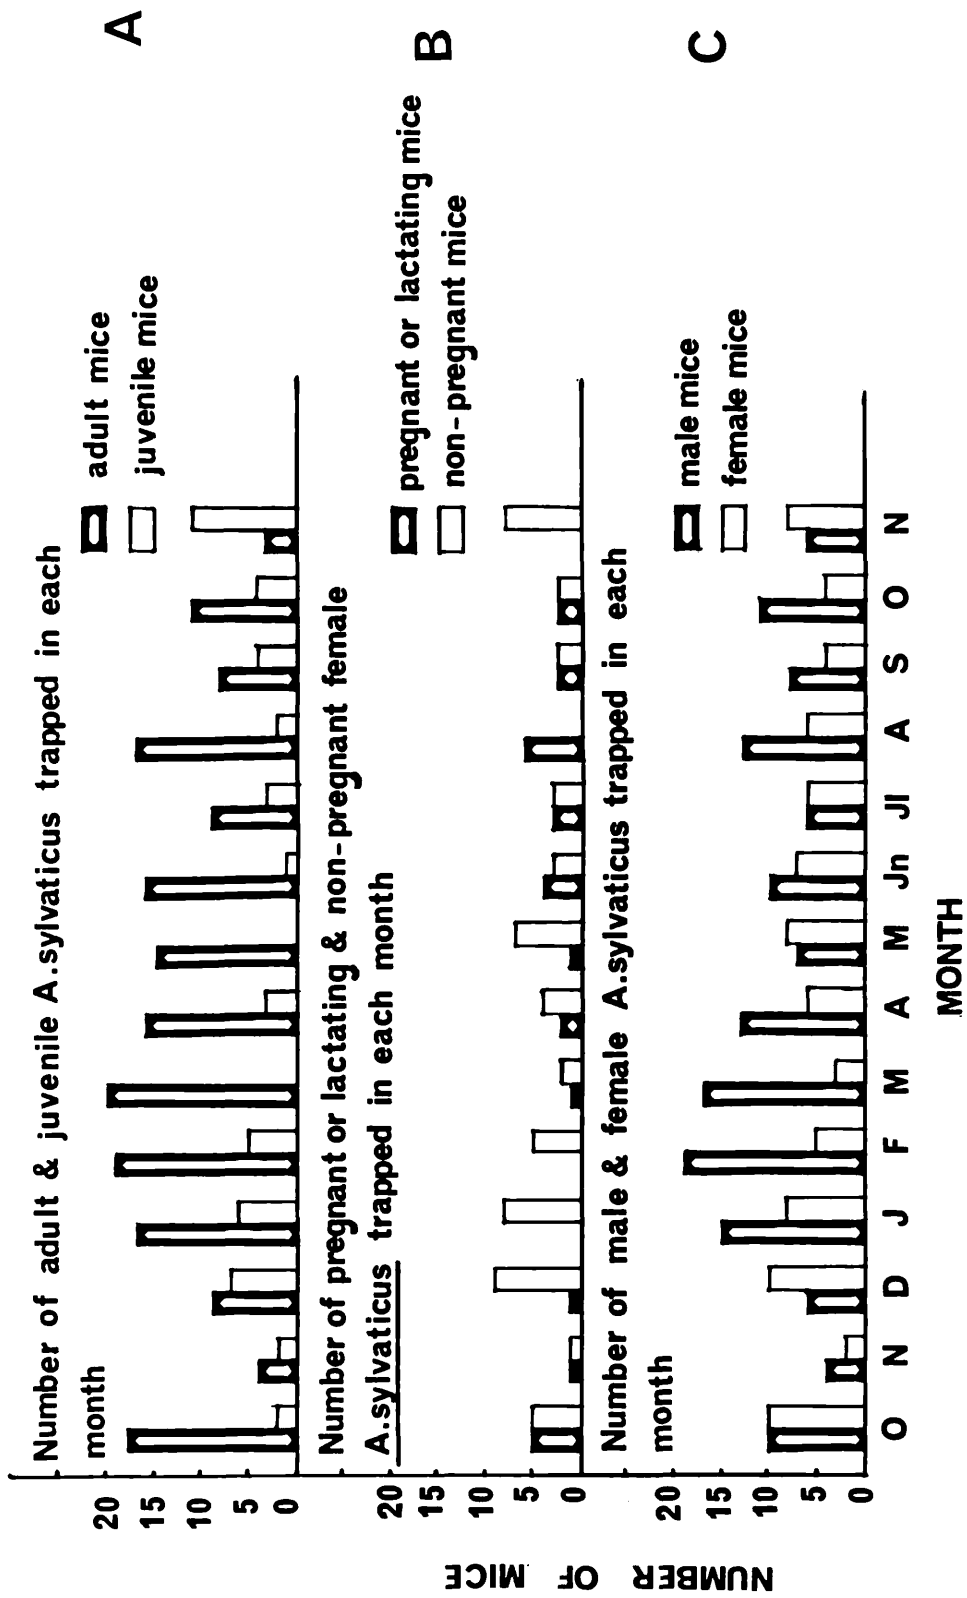 A
Number of adult & juvenile A.sylvaticus trapped in each
month
adult mice
juvenile mice
20
15
10
5
0
B
Number of pregnant or lactating & non-pregnant female
A.sylvaticus trapped in each month
pregnant or lactating mice
non-pregnant mice
20
15
10
5
0
C
Number of male & female A.sylvaticus trapped in each
month
male mice
female mice
20
15
10
5
0
O N D J F M A M Jn Jl A S O N
MONTH
NUMBER OF MICE